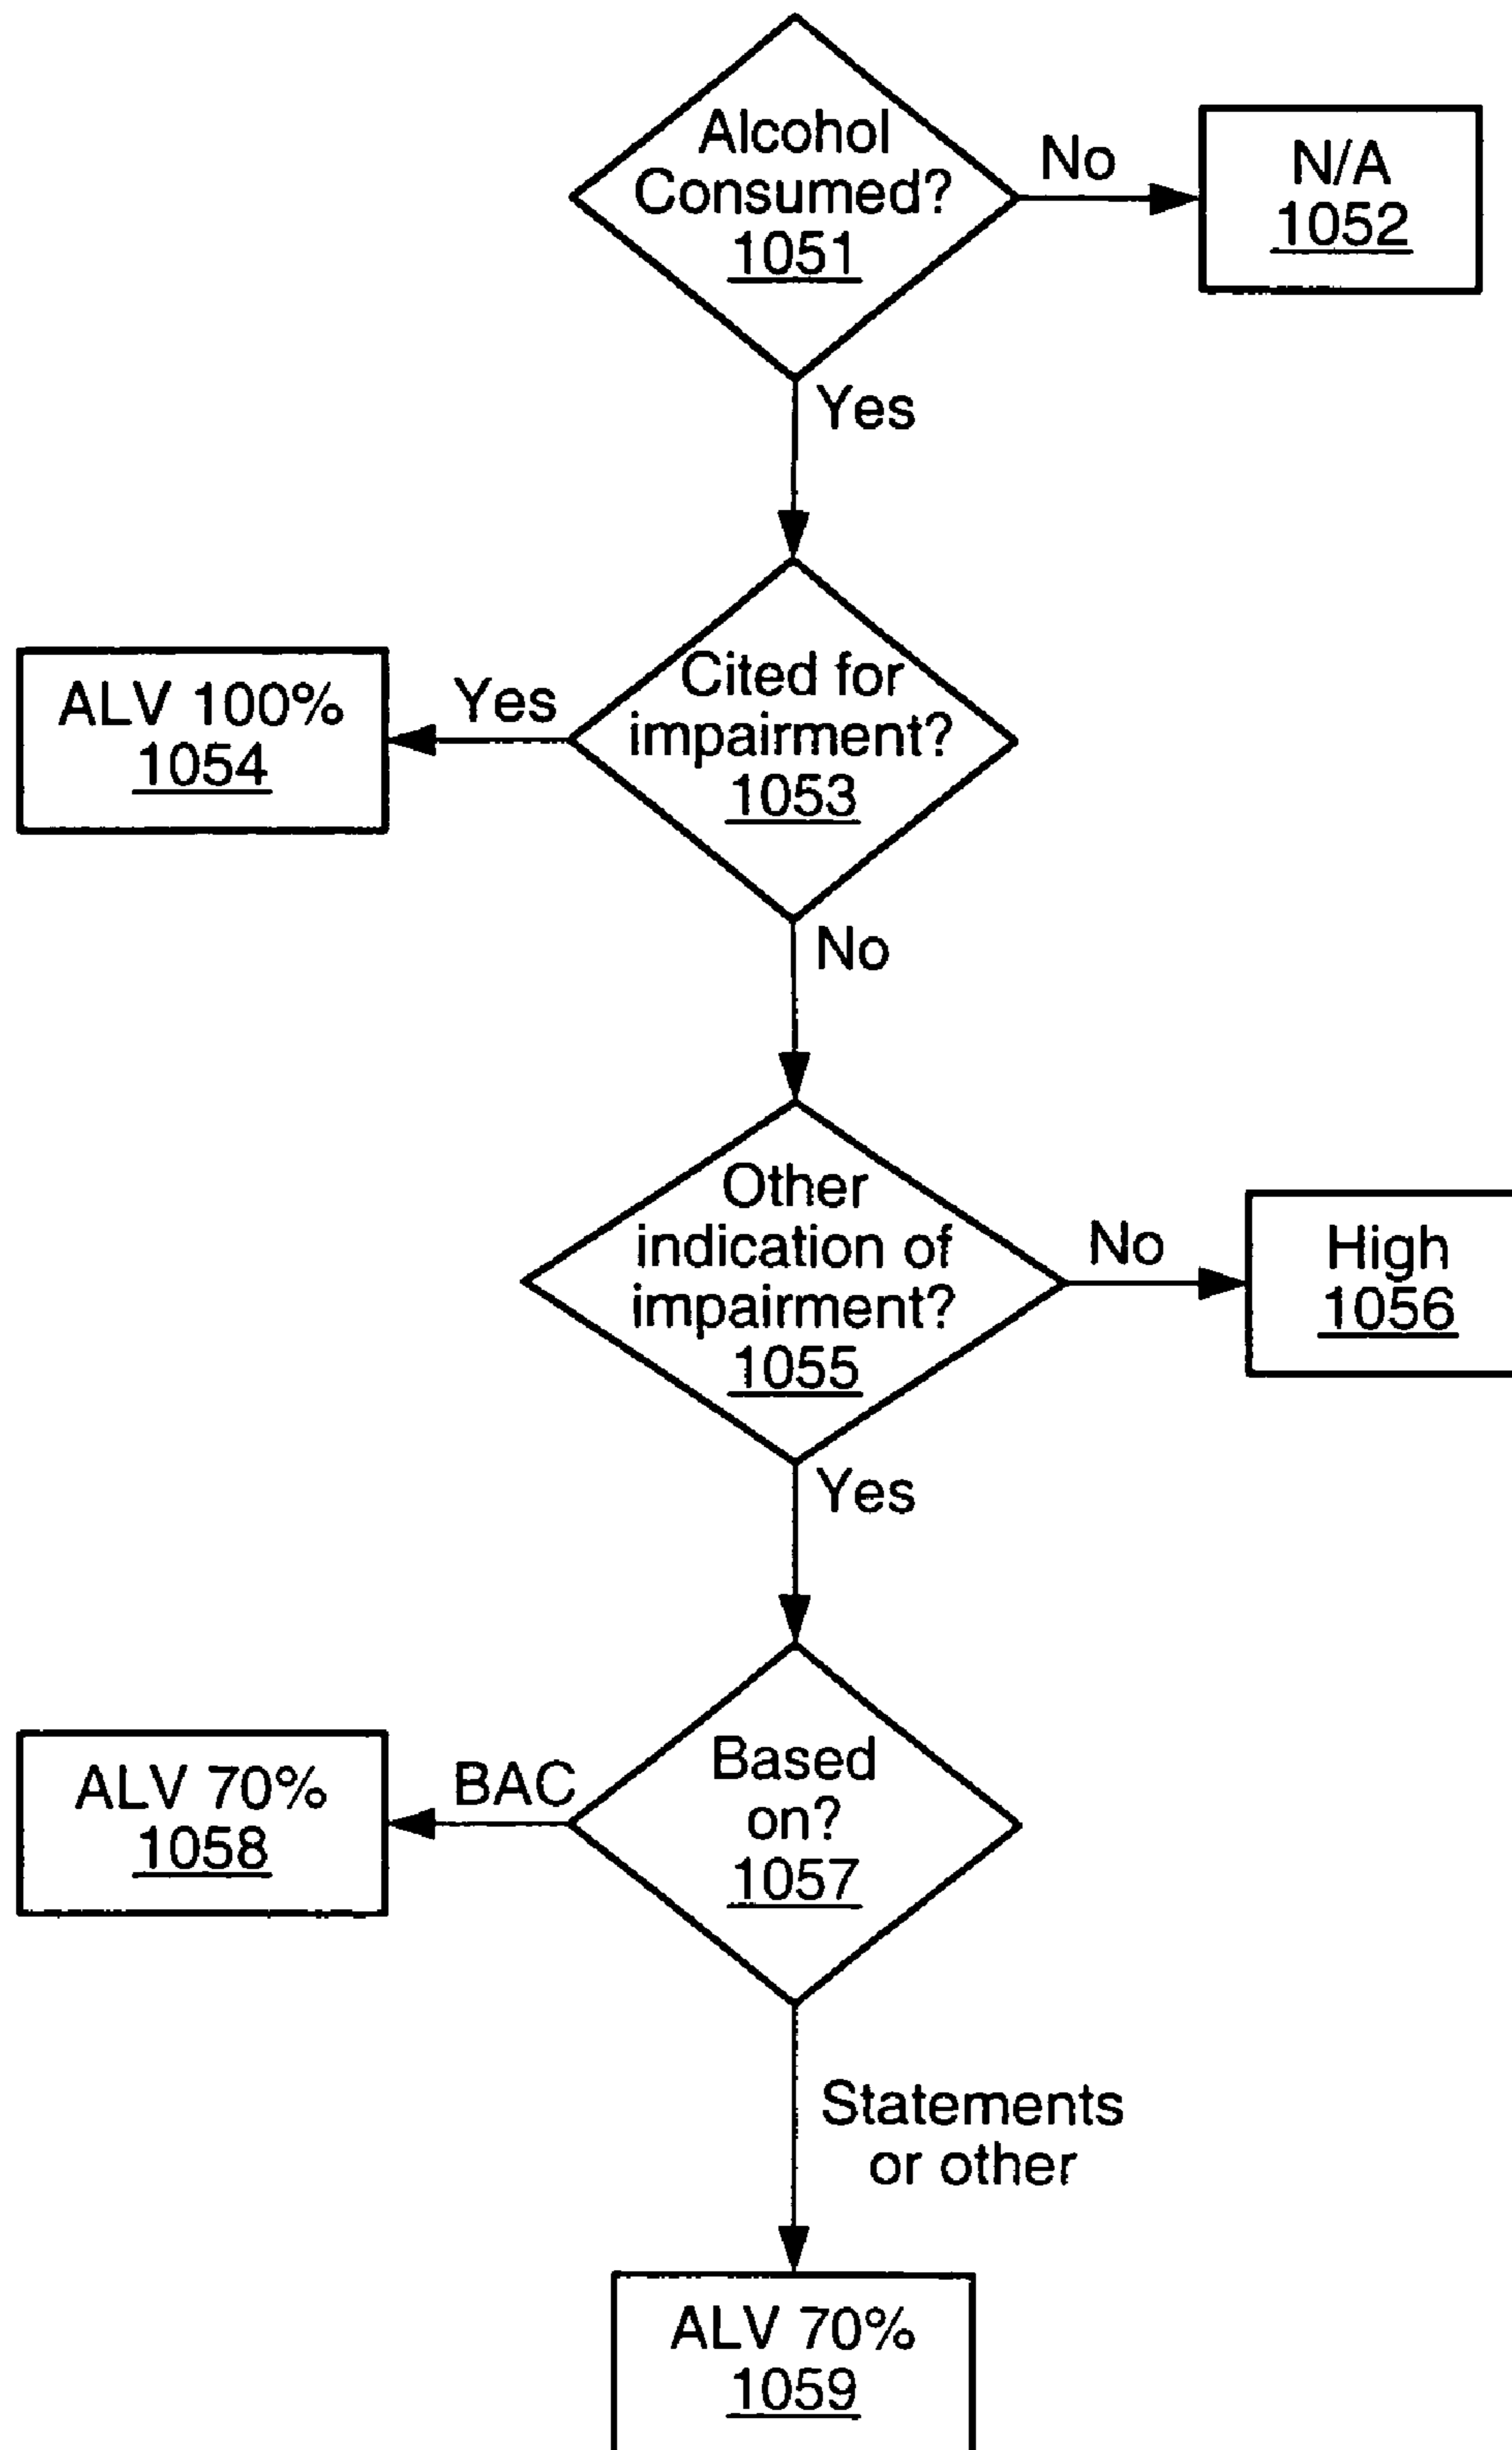 Alcohol
Consumed?
1051
No
N/A
1052
Yes
Cited for
impairment?
1053
Yes
ALV 100%
1054
No
Other
indication of
impairment?
1055
No
High
1056
Yes
Based
on?
1057
BAC
ALV 70%
1058
Statements
or other
ALV 70%
1059